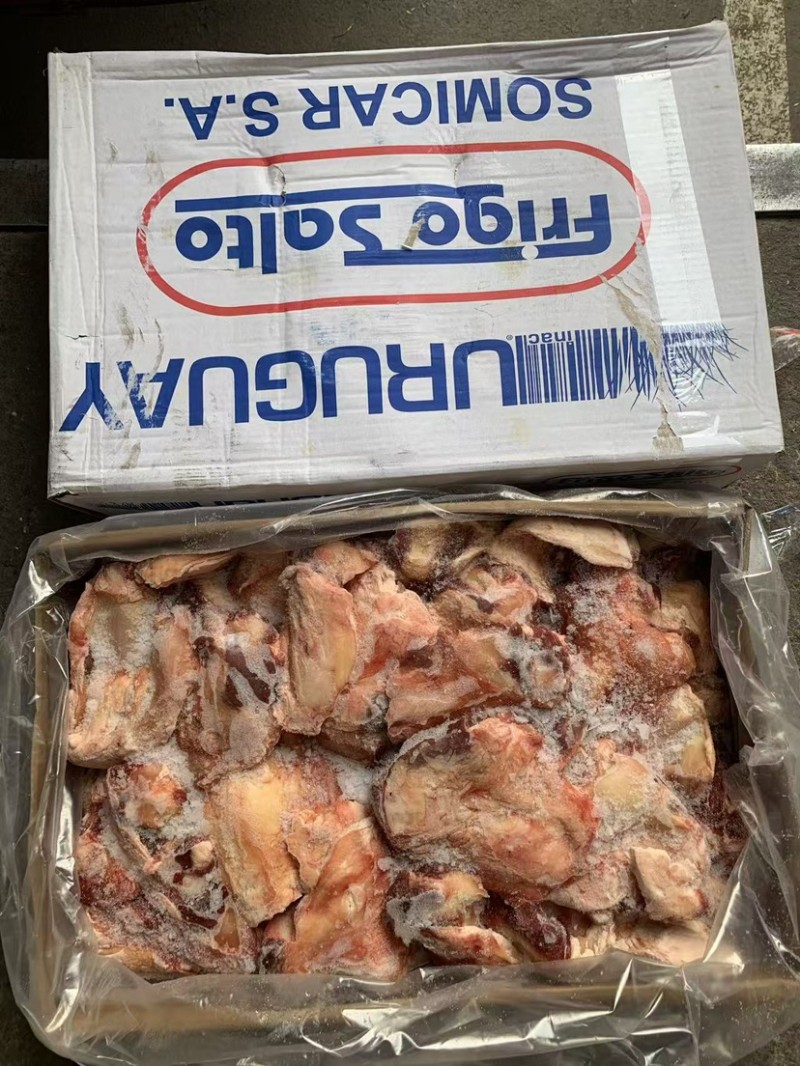 SOMICAR S.A.
Frigo Salto
URUGUAY
inac
®